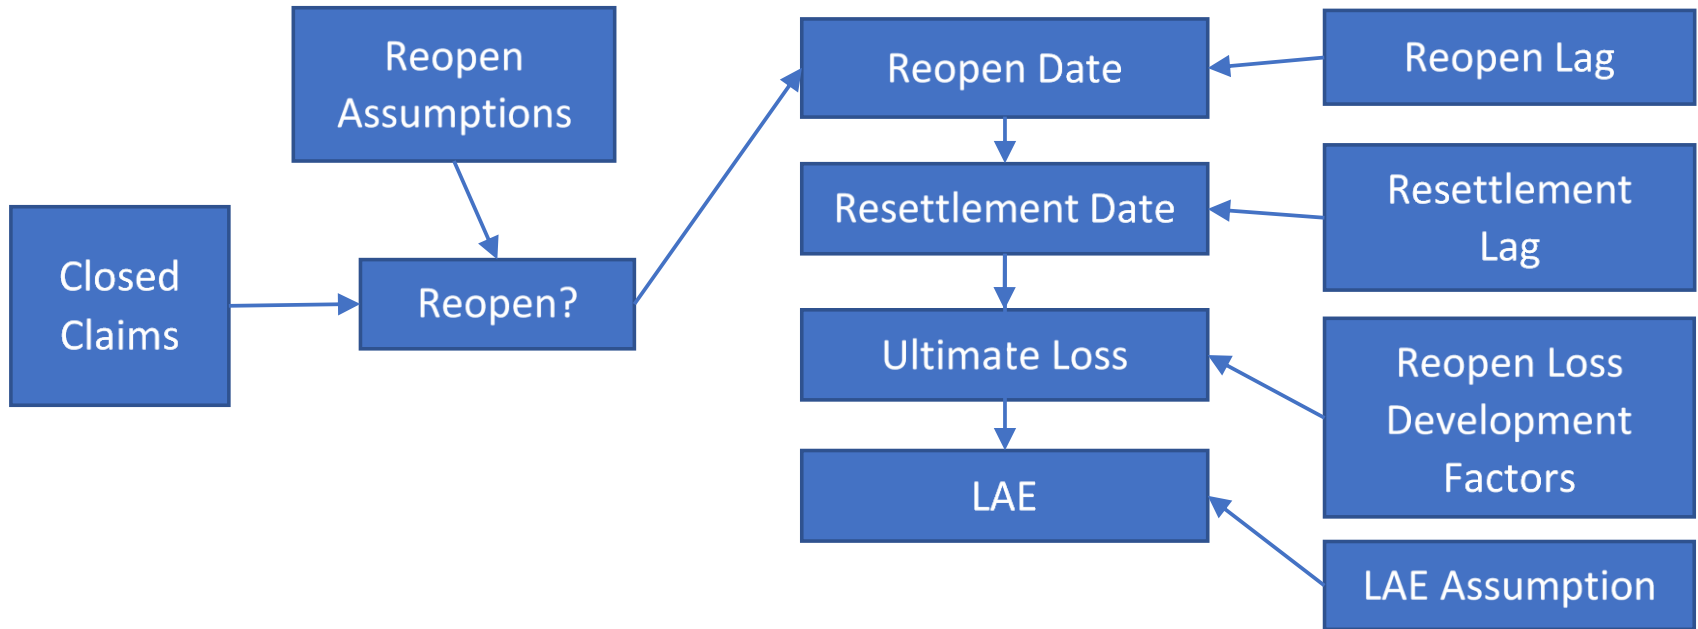 Reopen
Assumptions
Closed
Claims
Reopen?
Reopen Date
Resettlement Date
Ultimate Loss
LAE
Reopen Lag
Resettlement
Lag
Reopen Loss
Development
Factors
LAE Assumption